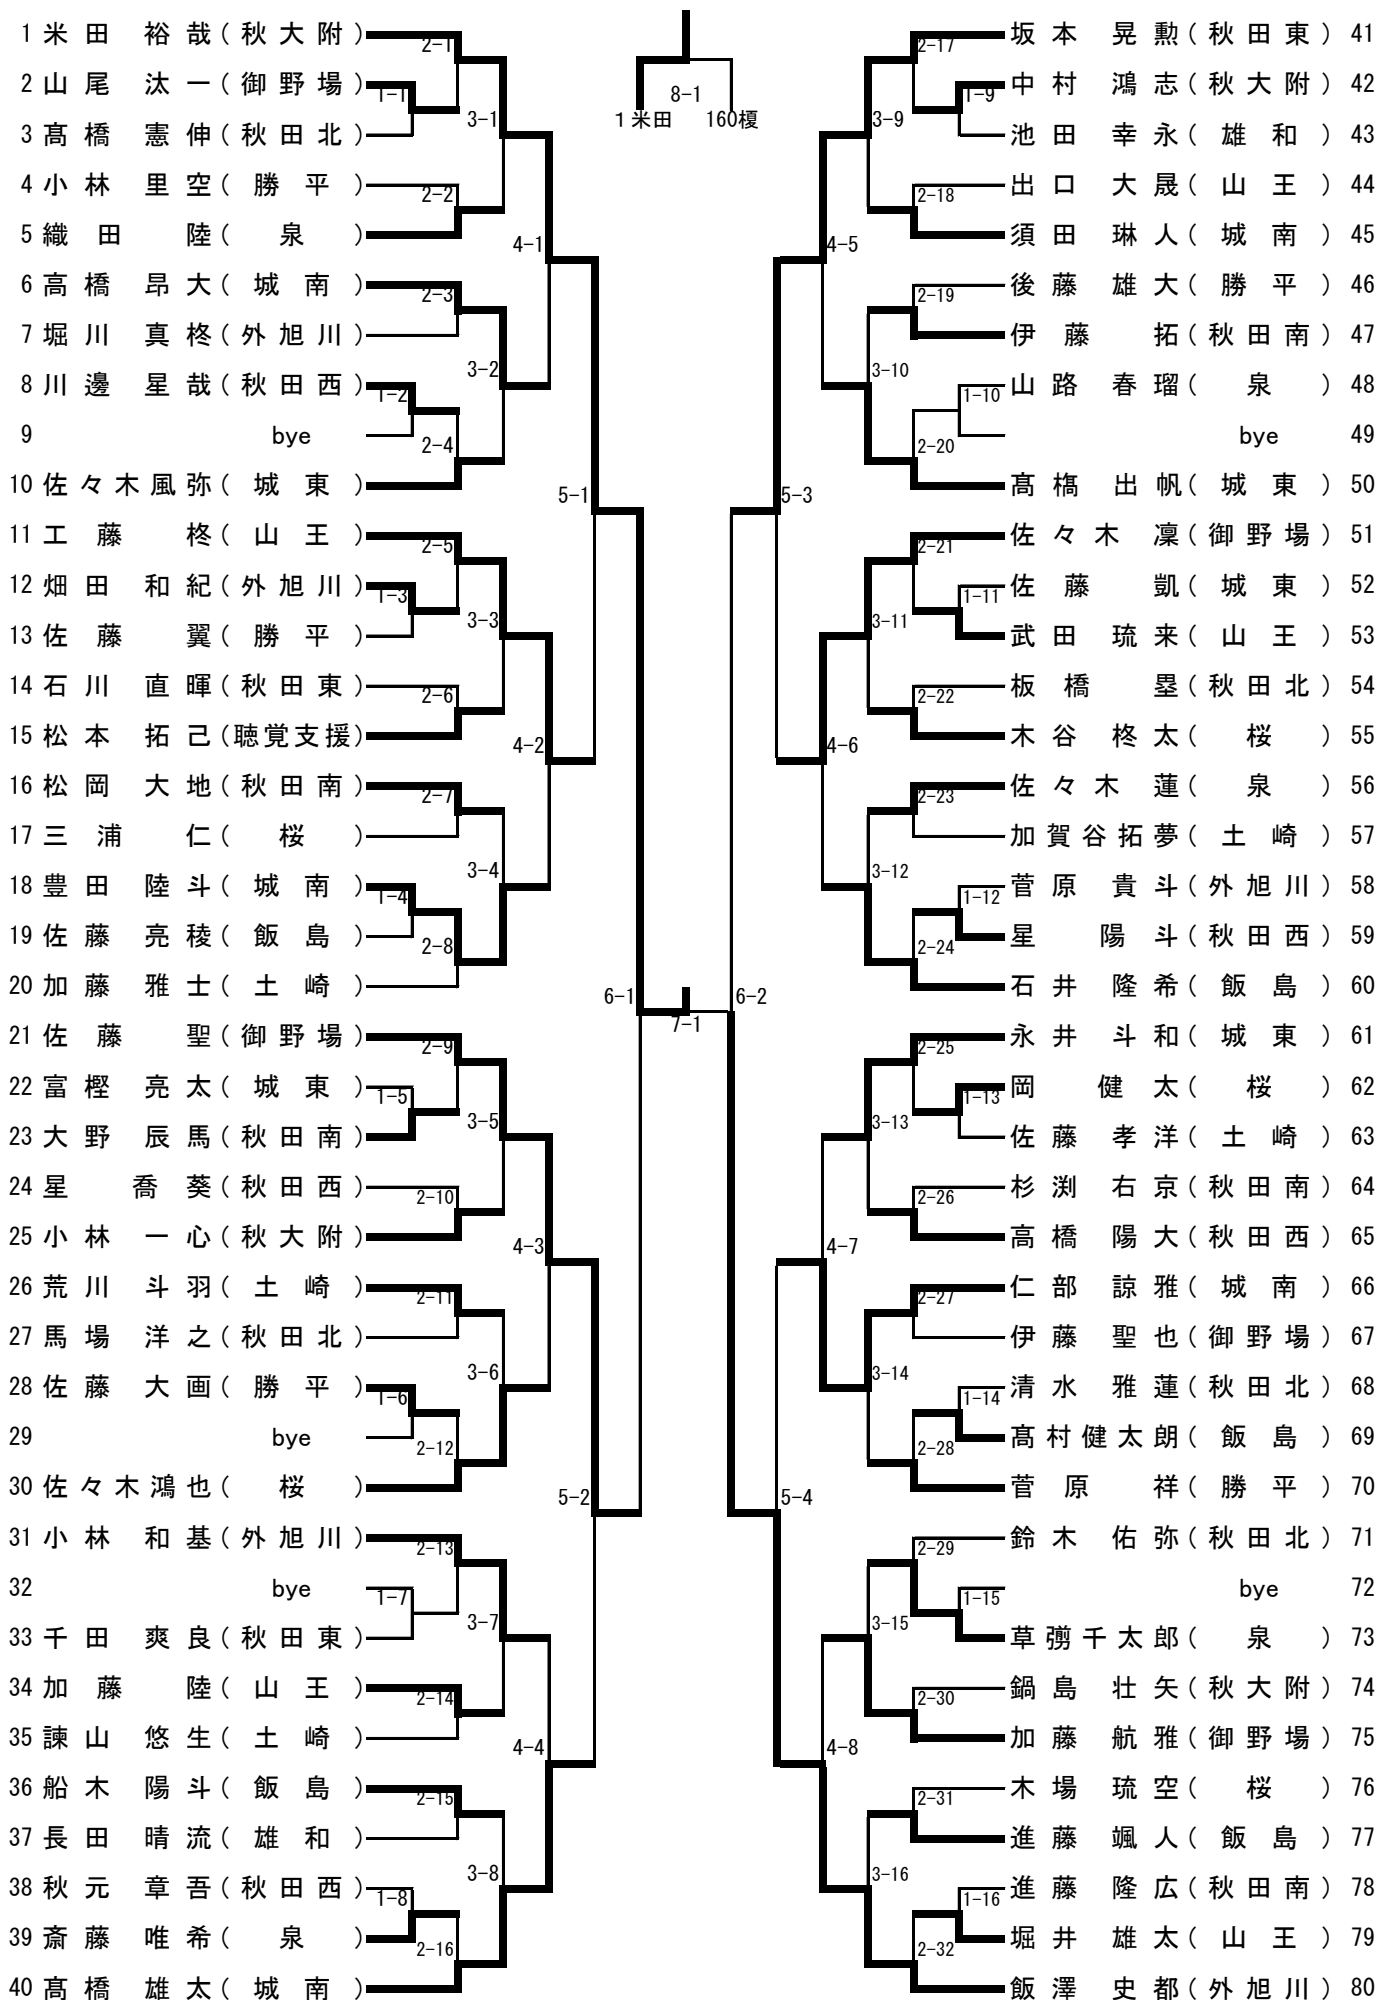 1 米田 裕哉(秋大附)
2 山尾 汰一(御野場)
3 髙橋 憲伸(秋田北)
4 小林 里空(勝平)
5 織田 陸(泉)
6 高橋 昂大(城南)
7 堀川 真柊(外旭川)
8 川邊 星哉(秋田西)
9 bye
10 佐々木風弥(城東)
11 工藤 柊(山王)
12 畑田 和紀(外旭川)
13 佐藤 翼(勝平)
14 石川 直暉(秋田東)
15 松本 拓己(聴覚支援)
16 松岡 大地(秋田南)
17 三浦 仁(桜)
18 豊田 陸斗(城南)
19 佐藤 亮稜(飯島)
20 加藤 雅士(土崎)
21 佐藤 聖(御野場)
22 富樫 亮太(城東)
23 大野 辰馬(秋田南)
24 星 喬葵(秋田西)
25 小林 一心(秋大附)
26 荒川 斗羽(土崎)
27 馬場 洋之(秋田北)
28 佐藤 大画(勝平)
29 bye
30 佐々木鴻也(桜)
31 小林 和基(外旭川)
32 bye
33 千田 爽良(秋田東)
34 加藤 陸(山王)
35 諫山 悠生(土崎)
36 船木 陽斗(飯島)
37 長田 晴流(雄和)
38 秋元 章吾(秋田西)
39 斎藤 唯希(泉)
40 髙橋 雄太(城南)
1-1
1-2
1-3
1-4
1-5
1-6
1-7
1-8
2-1
2-2
2-3
2-4
2-5
2-6
2-7
2-8
2-9
2-10
2-11
2-12
2-13
2-14
2-15
2-16
3-1
3-2
3-3
3-4
3-5
3-6
3-7
3-8
4-1
4-2
4-3
4-4
5-1
5-2
6-1
8-1
1米田 160榎
7-1
6-2
5-3
5-4
4-5
4-6
4-7
4-8
3-9
3-10
3-11
3-12
3-13
3-14
3-15
3-16
2-17
2-18
2-19
2-20
2-21
2-22
2-23
2-24
2-25
2-26
2-27
2-28
2-29
2-30
2-31
2-32
1-9
1-10
1-11
1-12
1-13
1-14
1-15
1-16
坂本 晃勲(秋田東) 41
中村 鴻志(秋大附) 42
池田 幸永(雄和) 43
出口 大晟(山王) 44
須田 琳人(城南) 45
後藤 雄大(勝平) 46
伊藤 拓(秋田南) 47
山路 春瑠(泉) 48
bye 49
髙槗 出帆(城東) 50
佐々木 凜(御野場) 51
佐藤 凱(城東) 52
武田 琉来(山王) 53
板橋 塁(秋田北) 54
木谷 柊太(桜) 55
佐々木 蓮(泉) 56
加賀谷拓夢(土崎) 57
菅原 貴斗(外旭川) 58
星 陽斗(秋田西) 59
石井 隆希(飯島) 60
永井 斗和(城東) 61
岡 健太(桜) 62
佐藤 孝洋(土崎) 63
杉渕 右京(秋田南) 64
高橋 陽大(秋田西) 65
仁部 諒雅(城南) 66
伊藤 聖也(御野場) 67
清水 雅蓮(秋田北) 68
髙村健太朗(飯島) 69
菅原 祥(勝平) 70
鈴木 佑弥(秋田北) 71
bye 72
草彅千太郎(泉) 73
鍋島 壮矢(秋大附) 74
加藤 航雅(御野場) 75
木場 琉空(桜) 76
進藤 颯人(飯島) 77
進藤 隆広(秋田南) 78
堀井 雄太(山王) 79
飯澤 史都(外旭川) 80